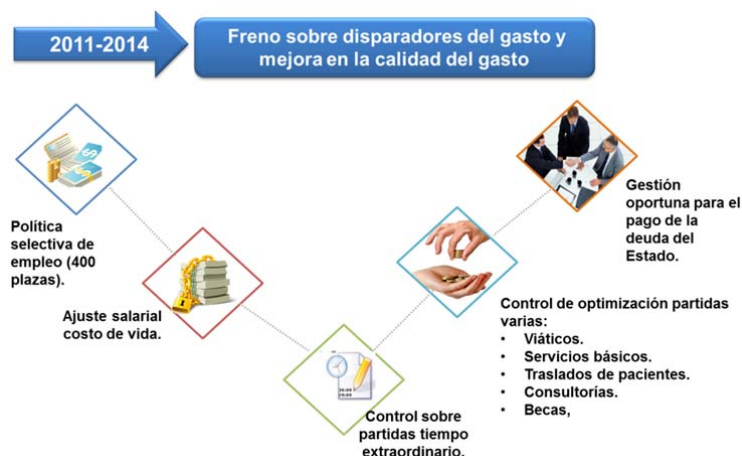 2011-2014
Freno sobre disparadores del gasto y
mejora en la calidad del gasto
Política
selectiva de
empleo (400
plazas).
Ajuste salarial
costo de vida.
Control sobre
partidas tiempo
extraordinario.
Control de optimización partidas
varias:
• Viáticos.
• Servicios básicos.
• Traslados de pacientes.
• Consultorías.
• Becas,
Gestión
oportuna para el
pago de la
deuda del
Estado.